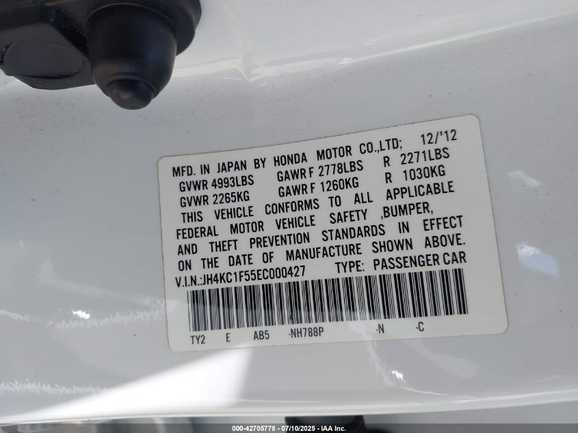 MFD. IN JAPAN BY HONDA MOTOR CO.,LTD; 12/'12
GVWR 4993LBS GAWR F 2778LBS R 2271LBS
GVWR 2265KG GAWR F 1260KG R 1030KG
THIS VEHICLE CONFORMS TO ALL APPLICABLE
FEDERAL MOTOR VEHICLE SAFETY ,BUMPER,
AND THEFT PREVENTION STANDARDS IN EFFECT
ON THE DATE OF MANUFACTURE SHOWN ABOVE.
V.I.N.:JH4KC1F55EC000427 TYPE: PASSENGER CAR
TY2 E AB5 -NH788P -N -C
000-42705778 - 07/10/2025 - IAA Inc.